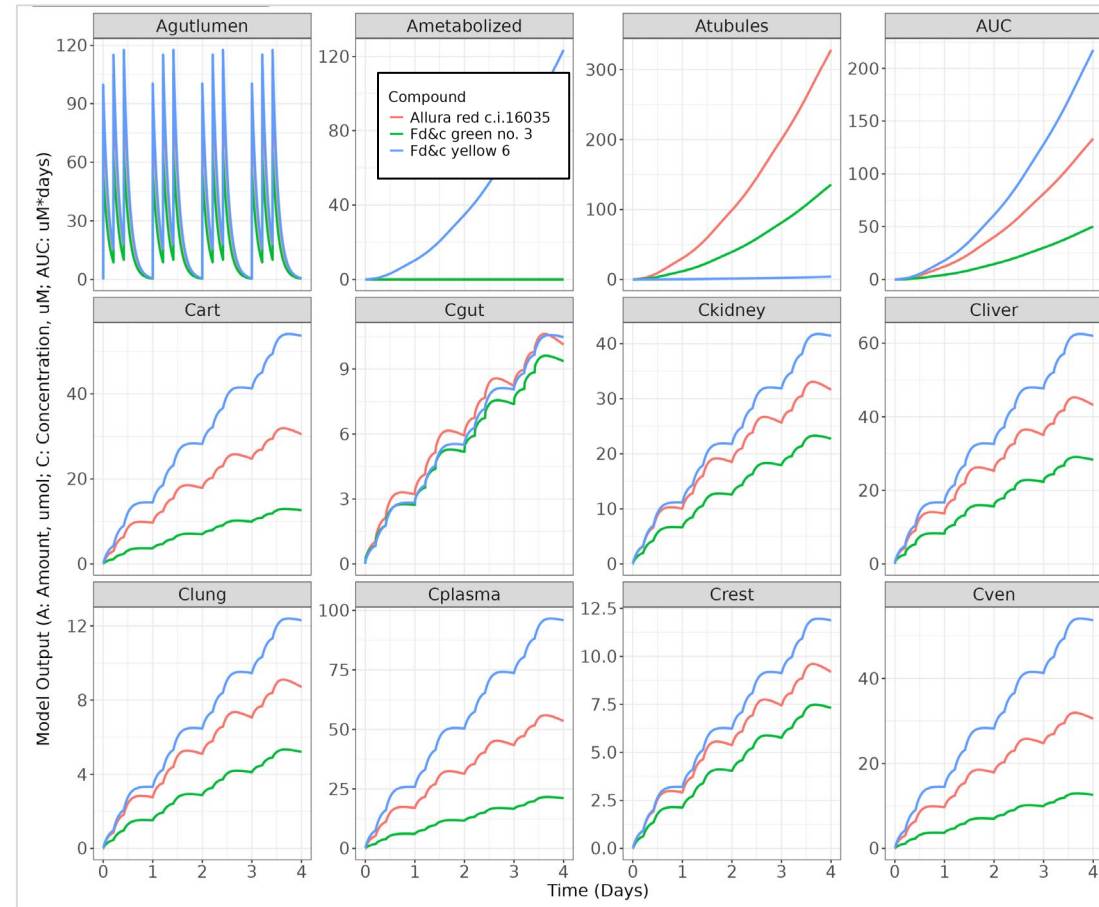 Agutlumen
Ametabolized
Atubules
AUC
120
90
60
30
0
120
80
40
0
Compound
Allura red c.i.16035
Fd&c green no. 3
Fd&c yellow 6
300
200
100
0
200
150
100
50
0
Cart
Cgut
Ckidney
Cliver
40
20
0
9
6
3
0
40
30
20
10
0
60
40
20
0
Clung
Cplasma
Crest
Cven
12
8
4
0
100
75
50
25
0
12.5
10.0
7.5
5.0
2.5
0.0
40
20
0
0 1 2 3 4
0 1 2 3 4
0 1 2 3 4
0 1 2 3 4
Time (Days)
Model Output (A: Amount, umol; C: Concentration, uM; AUC: uM*days)